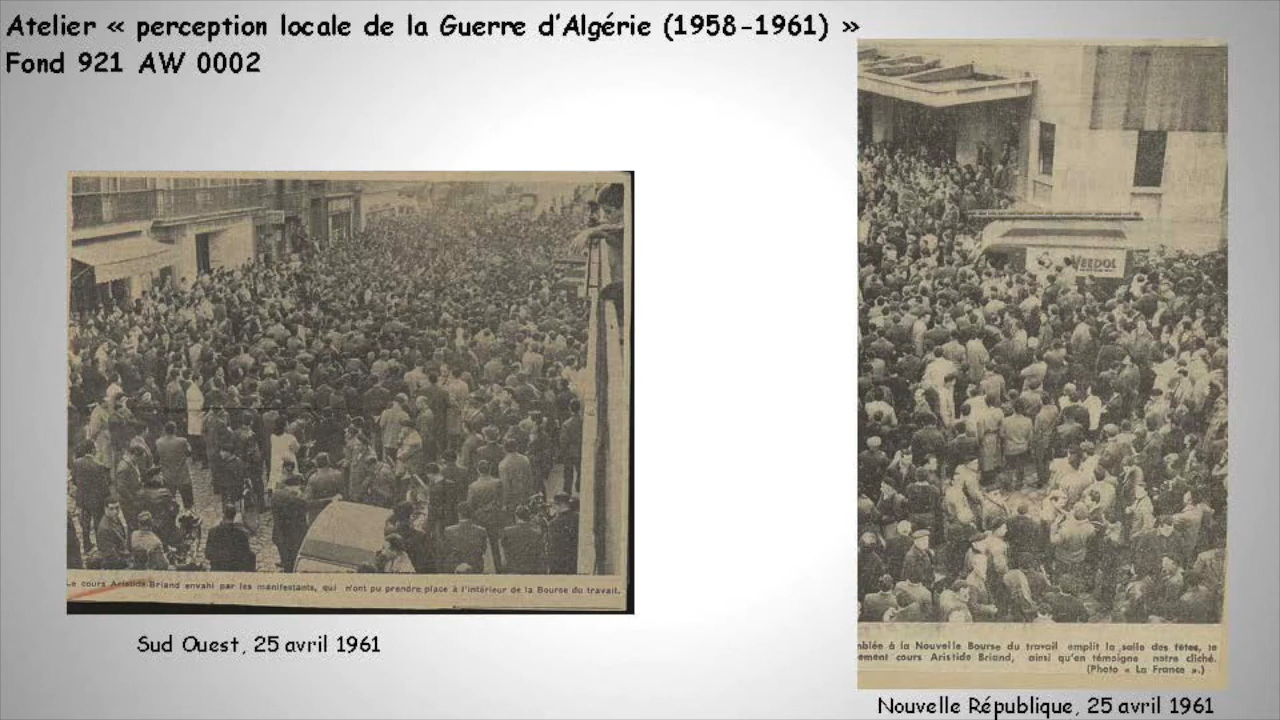 Atelier « perception locale de la Guerre d’Algérie (1958-1961) »
Fond 921 AW 0002
Le cours Aristide Briand envahi par les manifestants, qui n'ont pu prendre place à l'intérieur de la Bourse du travail.
Sud Ouest, 25 avril 1961
VEEDOL
mblée à la Nouvelle Bourse du travail emplit la salle des fêtes, se
ement cours Aristide Briand, ainsi qu'en témoigne notre cliché.
(Photo « La France ».)
Nouvelle République, 25 avril 1961